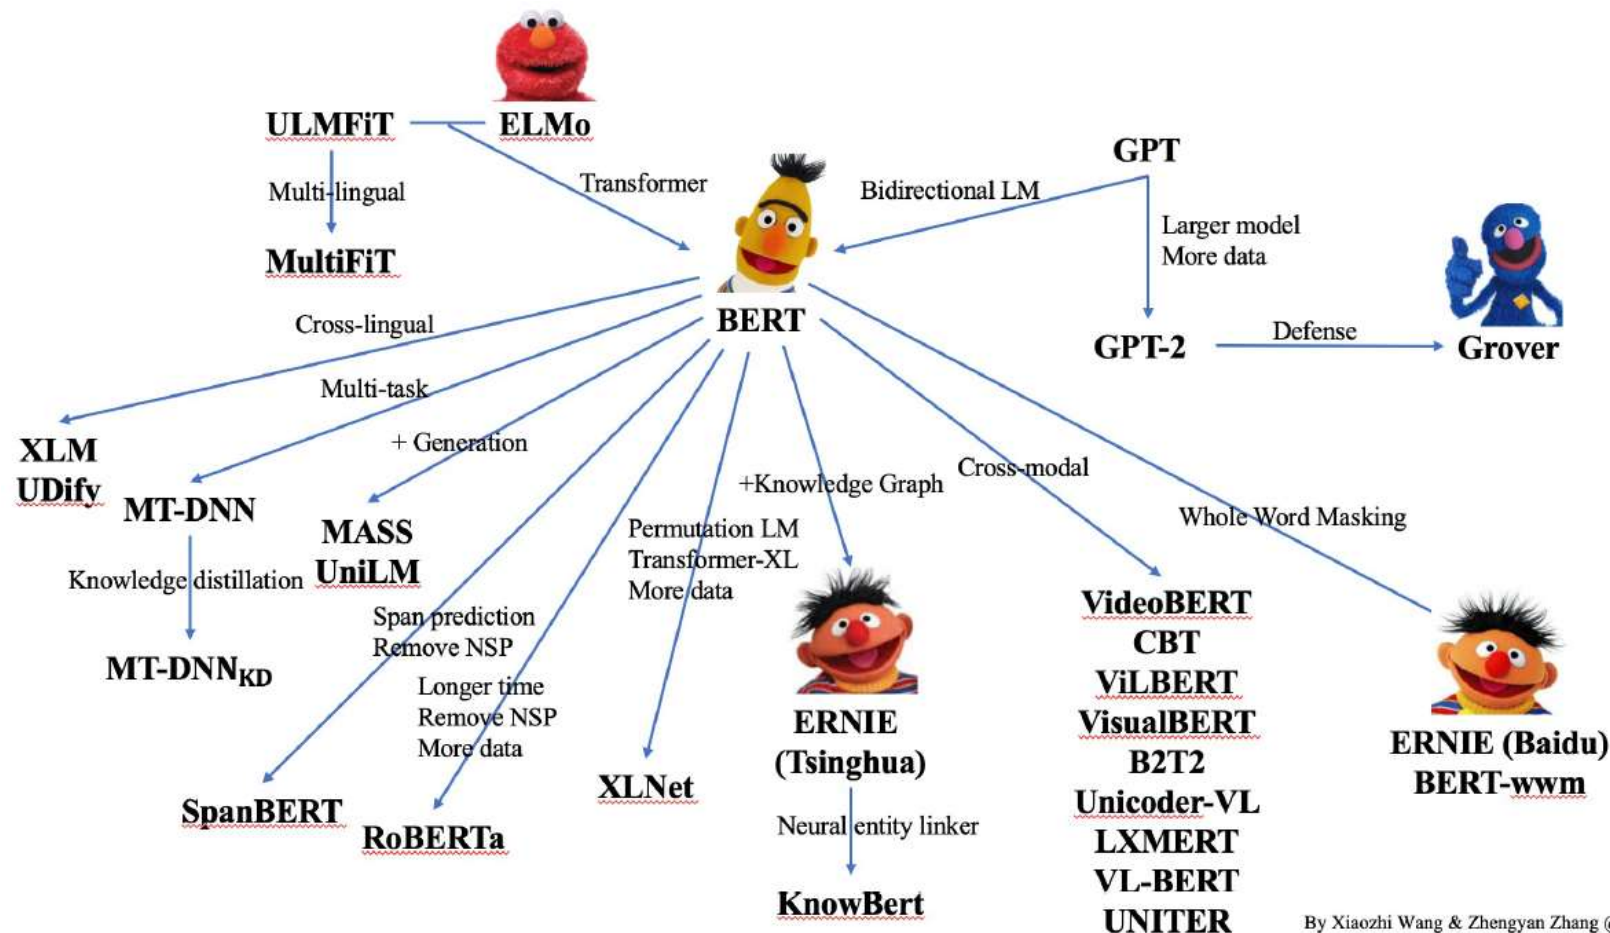 ULMFiT
ELMo
GPT
Multi-lingual
Transformer
Bidirectional LM
Larger model
More data
MultiFiT
BERT
Cross-lingual
GPT-2
Defense
Grover
Multi-task
+ Generation
XLM
UDify
MT-DNN
MASS
UniLM
Knowledge distillation
MT-DNNKD
+Knowledge Graph
Cross-modal
Whole Word Masking
Permutation LM
Transformer-XL
More data
Span prediction
Remove NSP
Longer time
Remove NSP
More data
SpanBERT
RoBERTa
XLNet
ERNIE
(Tsinghua)
Neural entity linker
KnowBert
VideoBERT
CBT
ViLBERT
VisualBERT
B2T2
Unicoder-VL
LXMERT
VL-BERT
UNITER
ERNIE (Baidu)
BERT-wwm
By Xiaozhi Wang & Zhengyan Zhang @